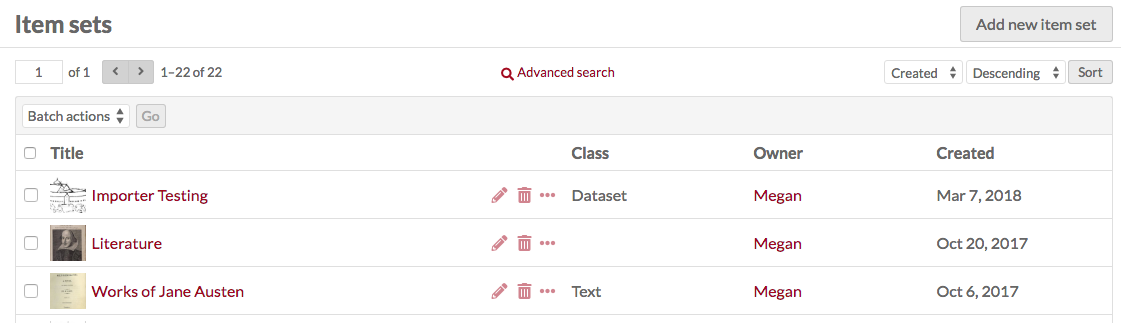 Item sets
Add new item set
1 of 1 < > 1–22 of 22 Advanced search Created Descending Sort
Batch actions Go
Title Class Owner Created
Importer Testing Dataset Megan Mar 7, 2018
Literature Megan Oct 20, 2017
Works of Jane Austen Text Megan Oct 6, 2017